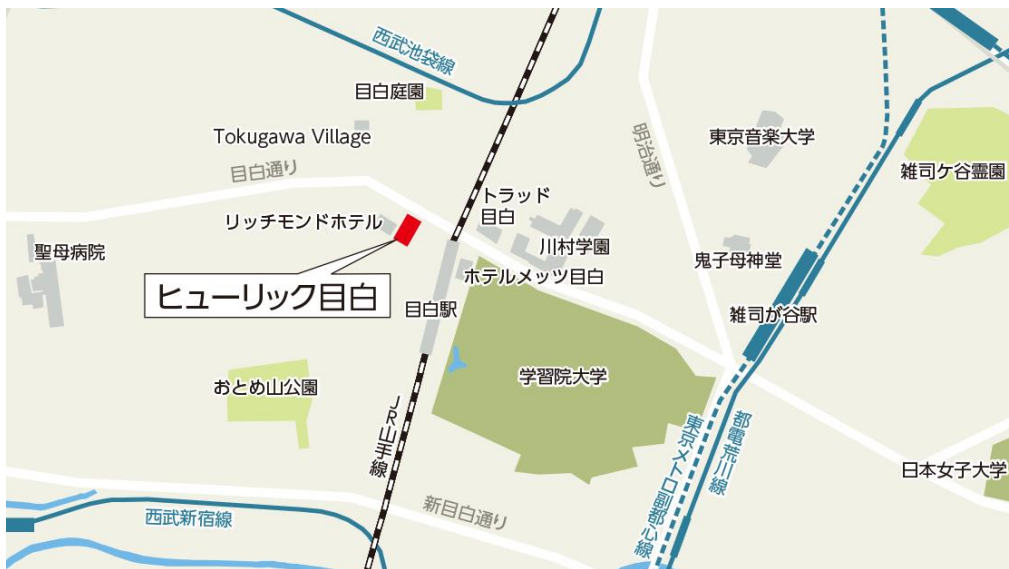 西武池袋線
目白庭園
Tokugawa Village
目白通り
明治通り
東京音楽大学
雑司ケ谷霊園
トラッド
目白
リッチモンドホテル
川村学園
聖母病院
鬼子母神堂
ホテルメッツ目白
ヒューリック目白
目白駅
雑司が谷駅
学習院大学
おとめ山公園
JR山手線
都電荒川線
東京メトロ副都心線
日本女子大学
新目白通り
西武新宿線